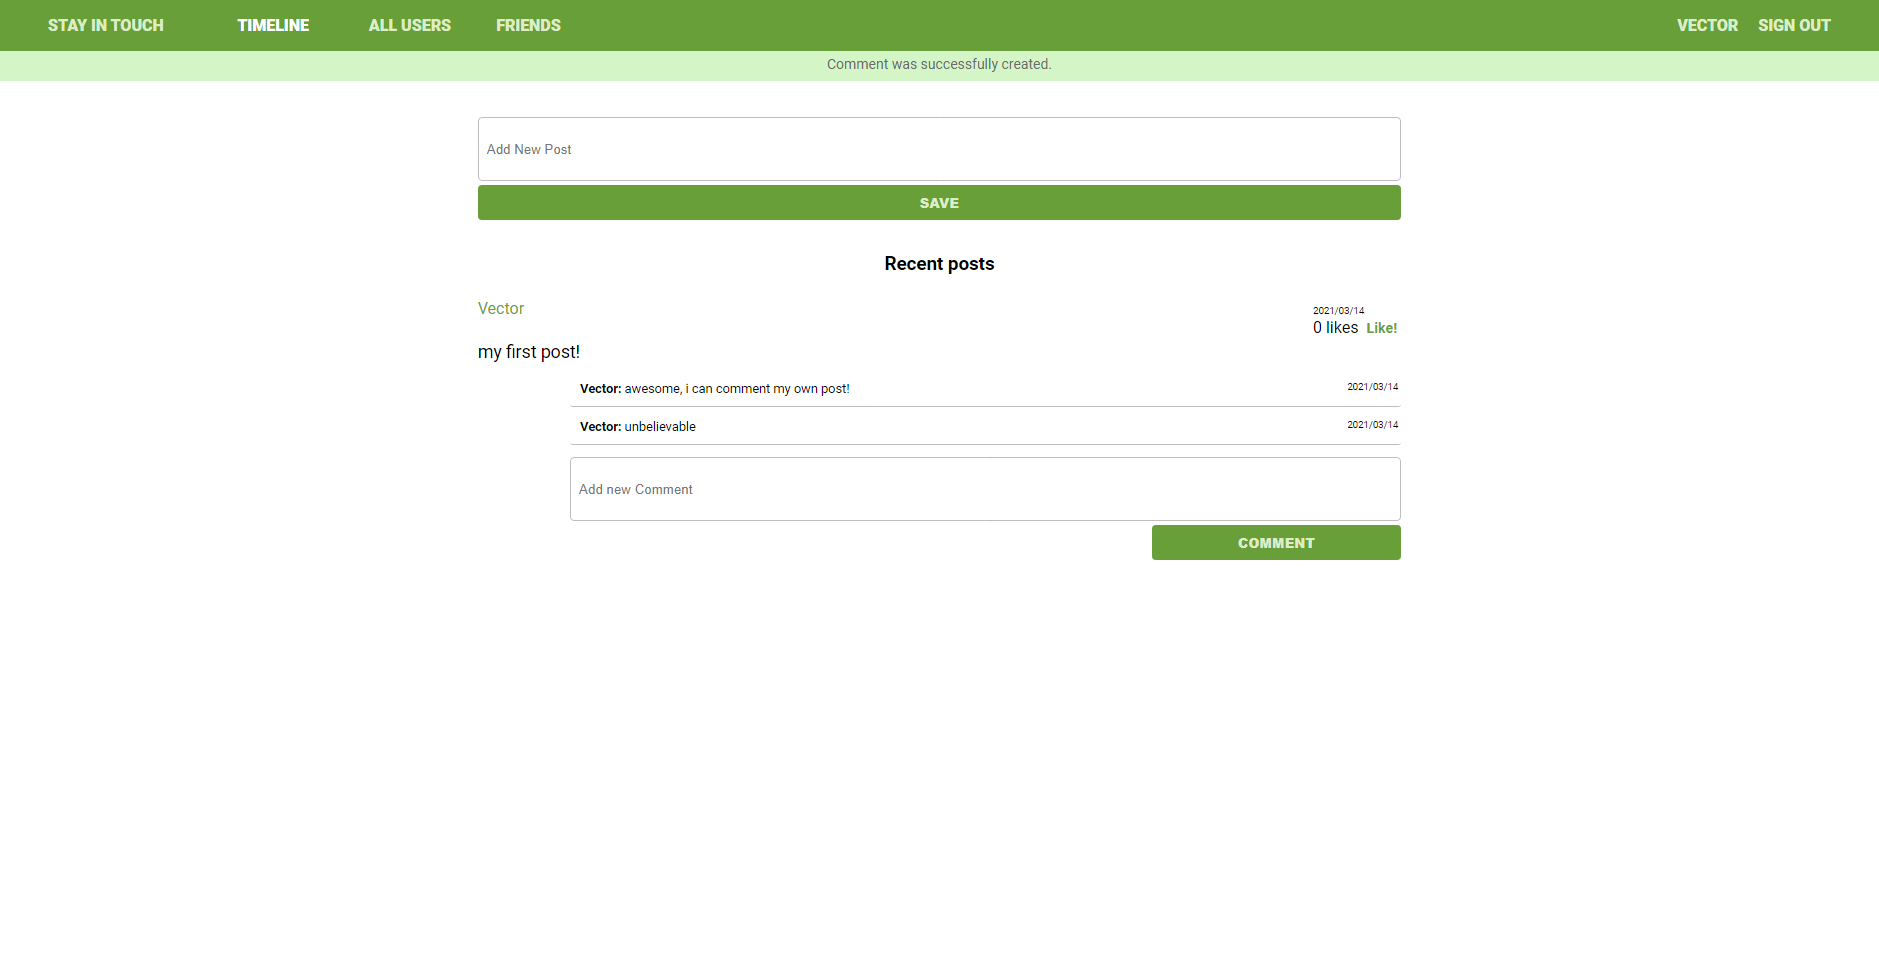 STAY IN TOUCH TIMELINE ALL USERS FRIENDS VECTOR SIGN OUT
Comment was successfully created.
Add New Post
SAVE
Recent posts
Vector 2021/03/14
0 likes Like!
my first post!
Vector: awesome, i can comment my own post! 2021/03/14
Vector: unbelievable 2021/03/14
Add new Comment
COMMENT